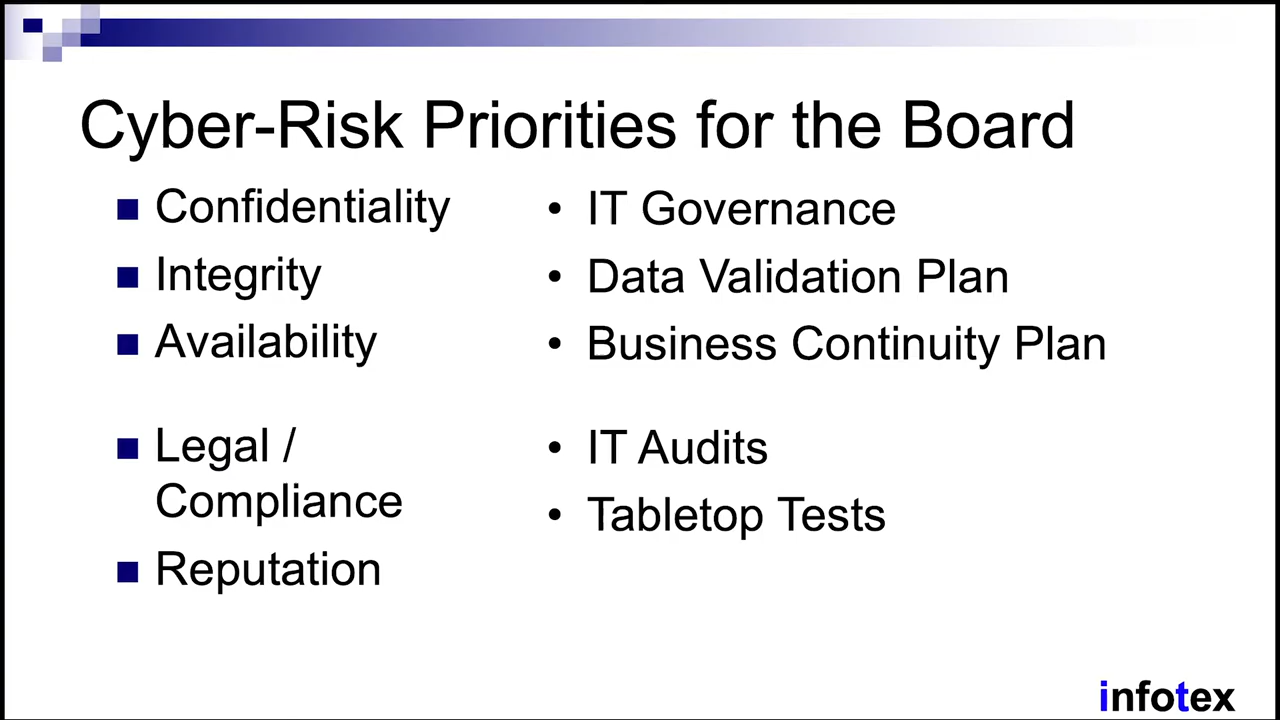 Cyber-Risk Priorities for the Board
■ Confidentiality
■ Integrity
■ Availability
■ Legal /
Compliance
■ Reputation
• IT Governance
• Data Validation Plan
• Business Continuity Plan
• IT Audits
• Tabletop Tests
infotex